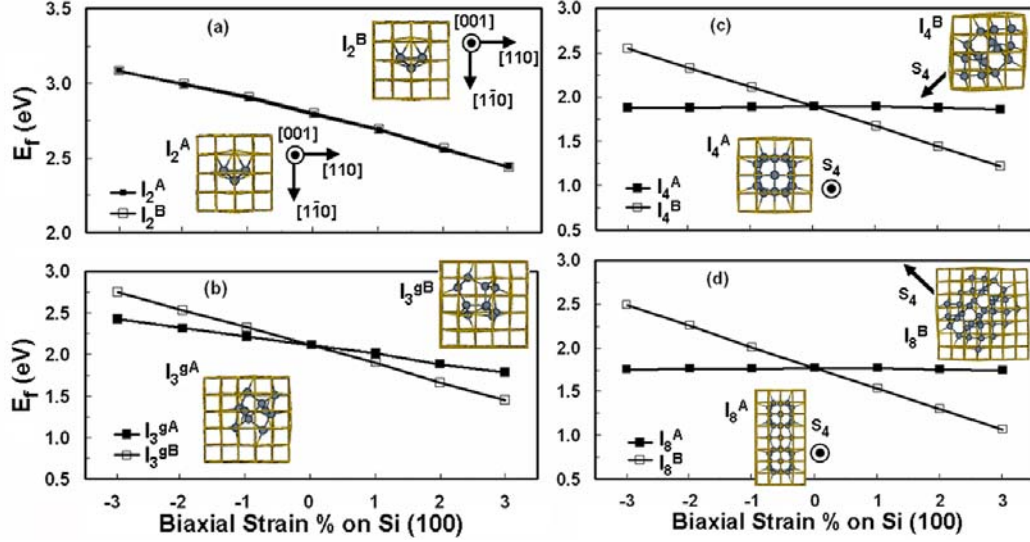 (a)
I₂ᴮ
[001]
[110]
[11̄0]
I₂ᴬ
[001]
[110]
[11̄0]
I₂ᴬ
I₂ᴮ
4.0
3.5
3.0
2.5
2.0
E_f (eV)
(c)
I₄ᴮ
S₄
I₄ᴬ
S₄
I₄ᴬ
I₄ᴮ
3.0
2.5
2.0
1.5
1.0
0.5
(b)
I₃ᵍᴮ
I₃ᵍᴬ
I₃ᵍᴬ
I₃ᵍᴮ
3.0
2.5
2.0
1.5
1.0
0.5
E_f (eV)
-3 -2 -1 0 1 2 3
Biaxial Strain % on Si (100)
(d)
S₄
I₈ᴮ
I₈ᴬ
S₄
I₈ᴬ
I₈ᴮ
3.0
2.5
2.0
1.5
1.0
0.5
-3 -2 -1 0 1 2 3
Biaxial Strain % on Si (100)